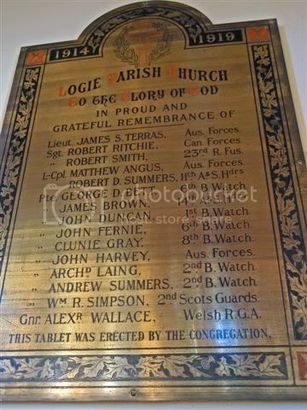 1914 1919
LOGIE PARISH CHURCH
TO THE GLORY OF GOD
IN PROUD AND
GRATEFUL REMEMBRANCE OF
Lieut. JAMES S. TERRAS, Aus. Forces
Sgt. ROBERT RITCHIE, Can. Forces
" ROBERT SMITH, 23rd R. Fus.
L-Cpl MATTHEW ANGUS, Aus. Forces
" ROBERT D. SUMMERS, A & S. Hdrs
Pte GEORGE D. BETT, 6th B. Watch
" JAMES BROWN, B. Watch
" JOHN DUNCAN, 1st B. Watch
" JOHN FERNIE, 6th B. Watch
" CLUNIE GRAY, 8th B. Watch
" JOHN HARVEY, Aus. Forces
" ARCHD LAING, 2nd B. Watch
" ANDREW SUMMERS, 2nd B. Watch
" WM R. SIMPSON, 2nd Scots Guards.
Gnr. ALEXR WALLACE, Welsh R.G.A.
THIS TABLET WAS ERECTED BY THE CONGREGATION.
photobucket